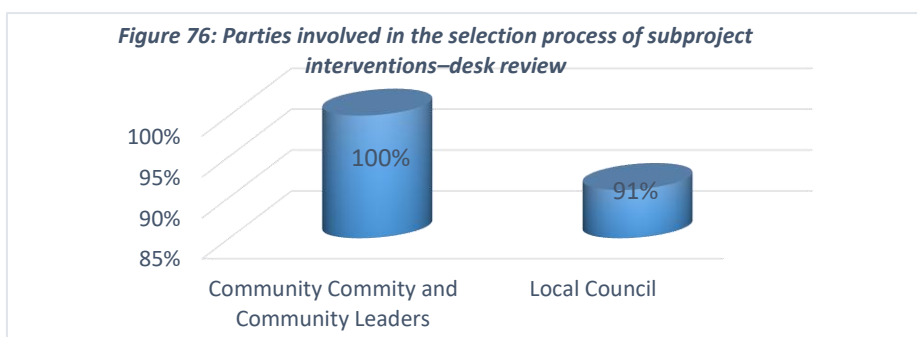 Figure 76: Parties involved in the selection process of subproject
interventions–desk review
100%
95%
90%
85%
100%
91%
Community Commity and
Community Leaders
Local Council